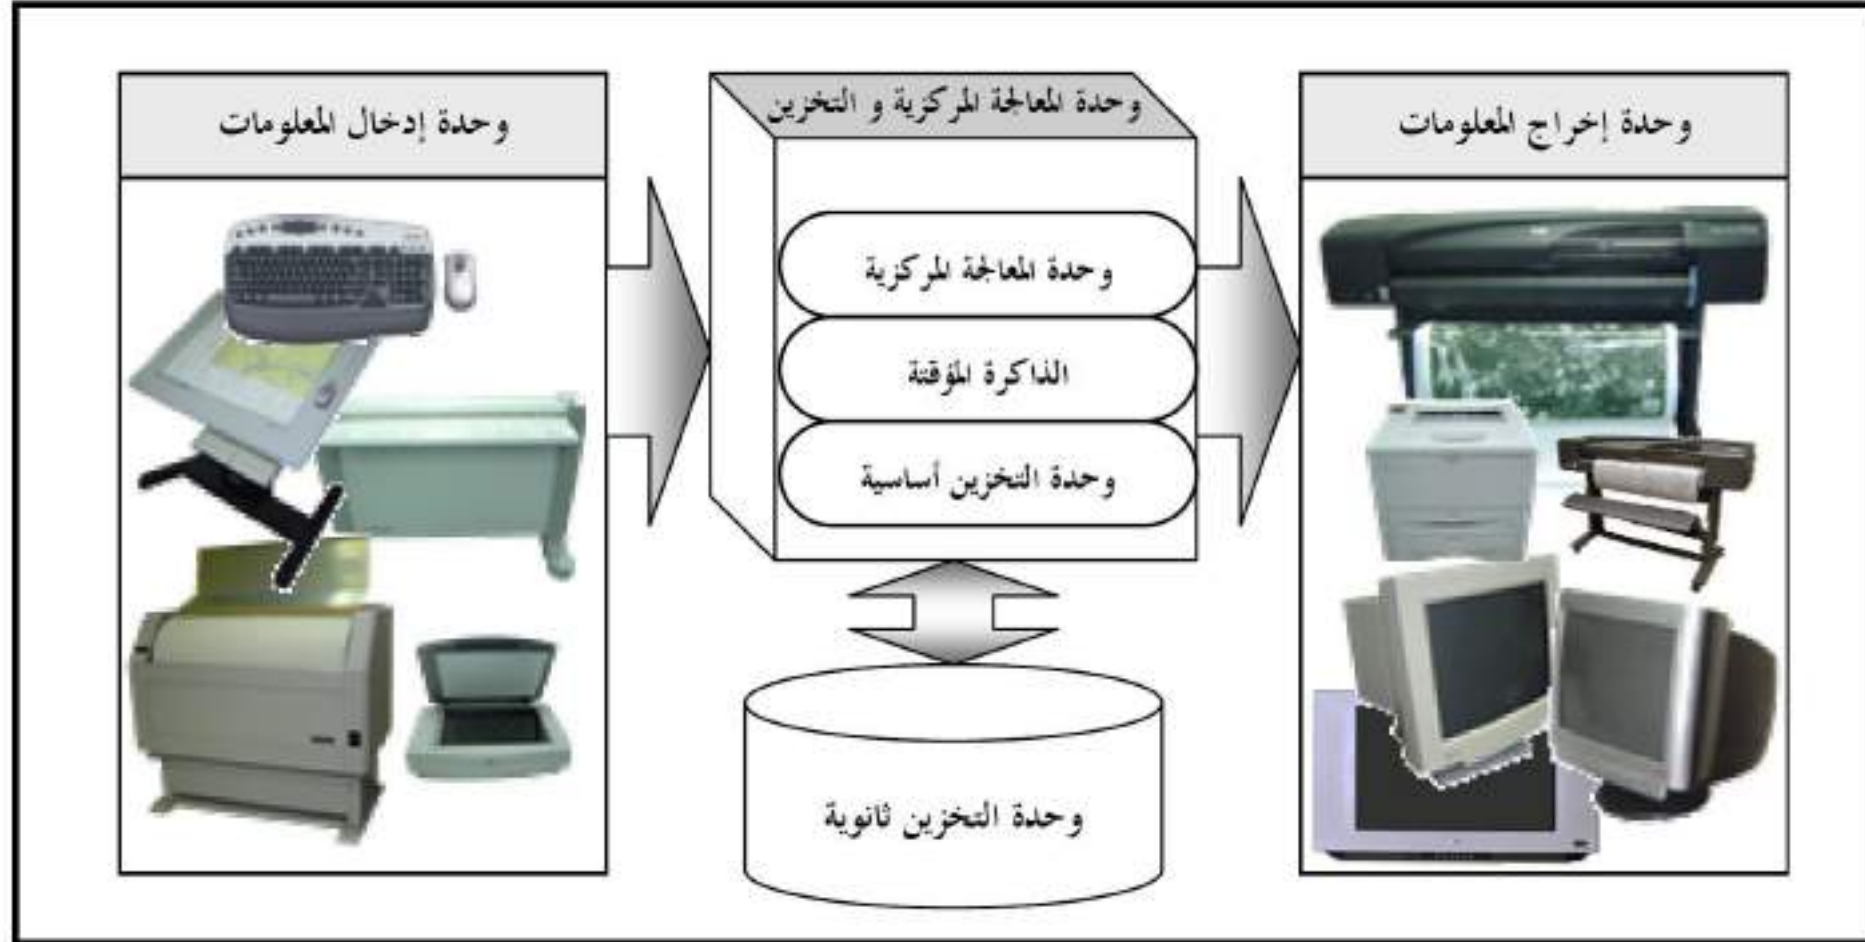 وحدة إدخال المعلومات
وحدة المعالجة المركزية و التخزين
وحدة إخراج المعلومات
وحدة المعالجة المركزية
الذاكرة المؤقتة
وحدة التخزين أساسية
وحدة التخزين ثانوية